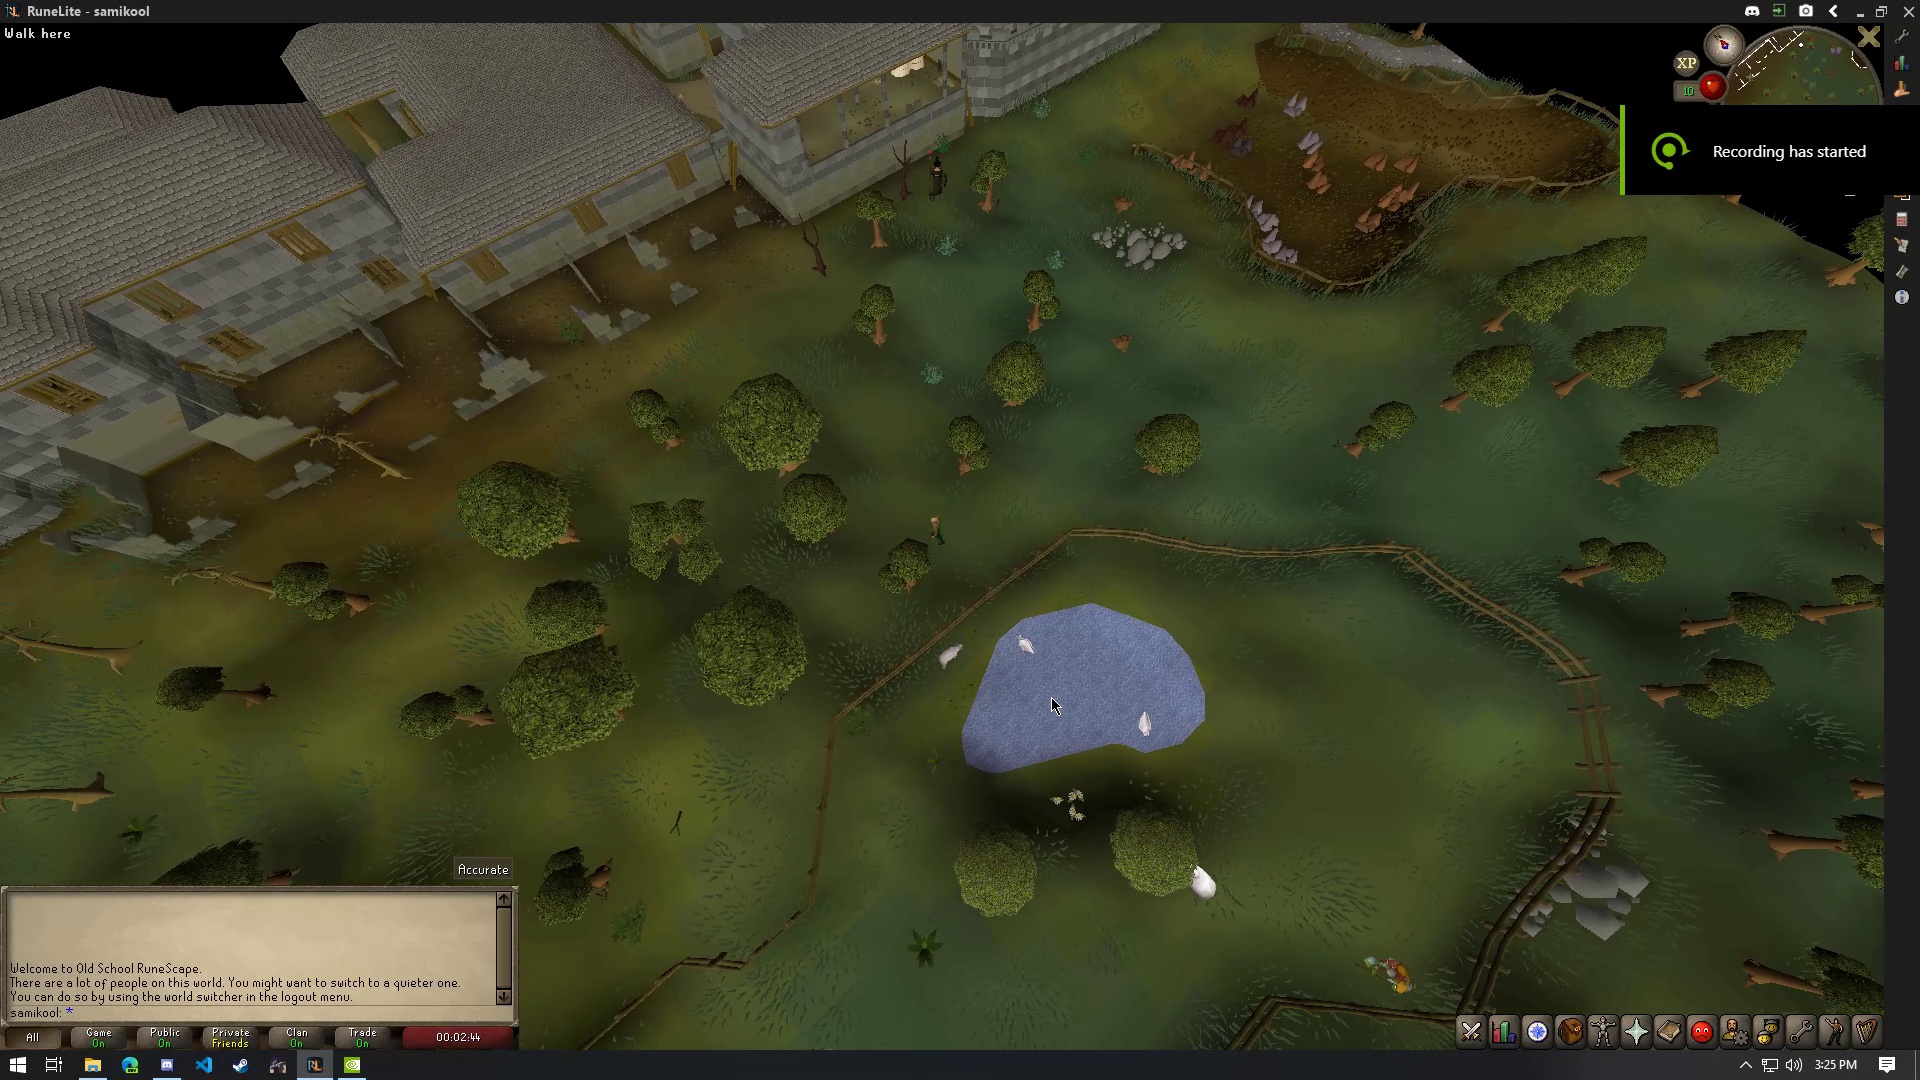 RuneLite - samikool
Walk here
XP
10
Recording has started
Accurate
Welcome to Old School RuneScape.
There are a lot of people on this world. You might want to switch to a quieter one.
You can do so by using the world switcher in the logout menu.
samikool: *
All
Game
On
Public
On
Private
Friends
Clan
On
Trade
On
00:02:44
3:25 PM